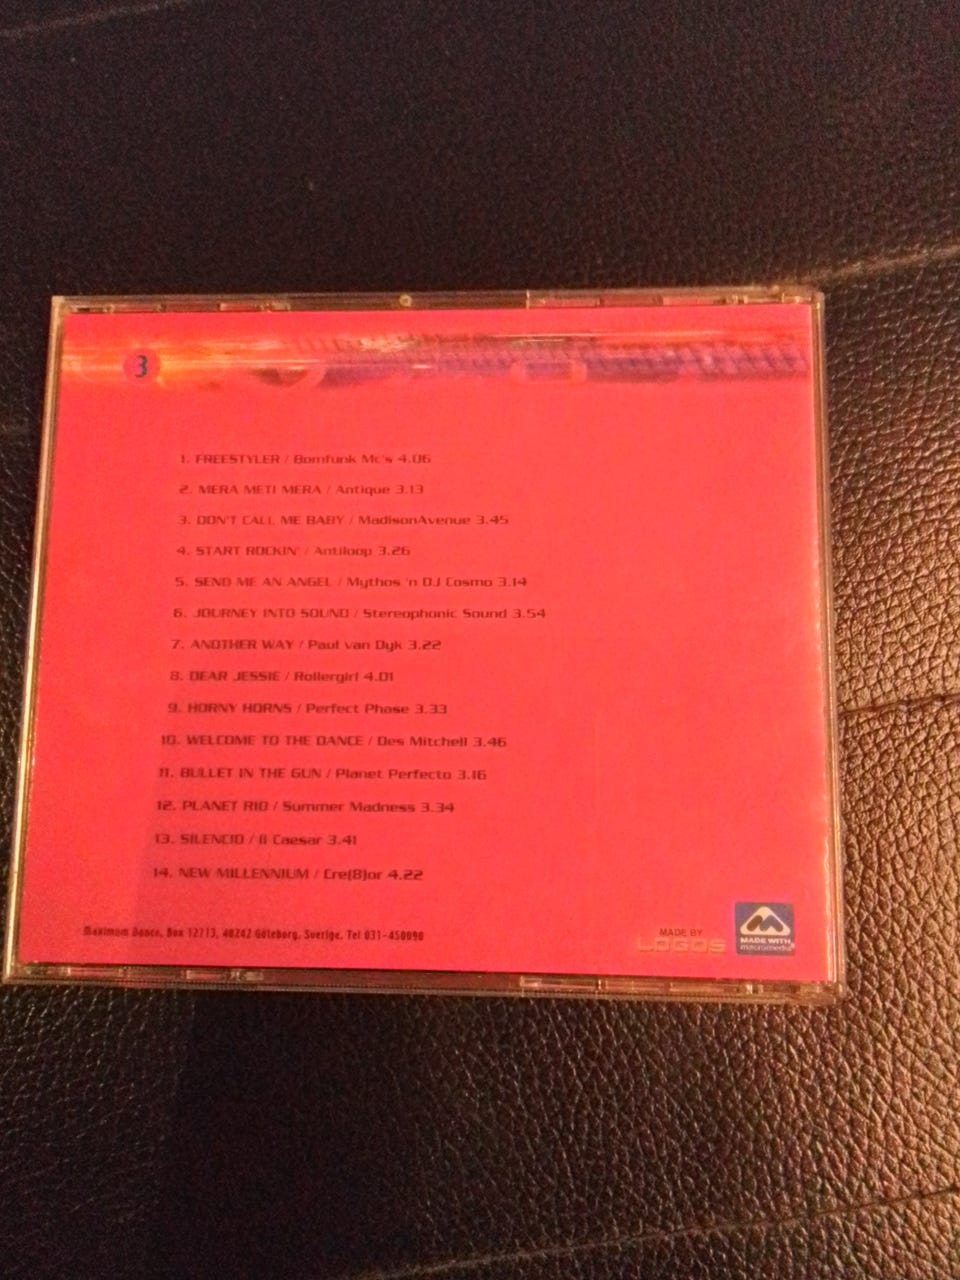 3
1. FREESTYLER / Bomfunk Mc's 4.06
2. MERA METI MERA / Antique 3.13
3. DON'T CALL ME BABY / MadisonAvenue 3.45
4. START ROCKIN' / Antiloop 3.26
5. SEND ME AN ANGEL / Mythos 'n DJ Cosmo 3.14
6. JOURNEY INTO SOUND / Stereophonic Sound 3.54
7. ANOTHER WAY / Paul van Dyk 3.22
8. DEAR JESSIE / Rollergirl 4.01
9. HORNY HORNS / Perfect Phase 3.33
10. WELCOME TO THE DANCE / Des Mitchell 3.46
11. BULLET IN THE GUN / Planet Perfecto 3.16
12. PLANET RIO / Summer Madness 3.34
13. SILENCIO / Il Caesar 3.41
14. NEW MILLENNIUM / Cre(8)or 4.22
Maximum Dance, Box 12713, 40242 Göteborg, Sverige, Tel 031-450090
MADE BY
LOGOS
MADE WITH
macromedia